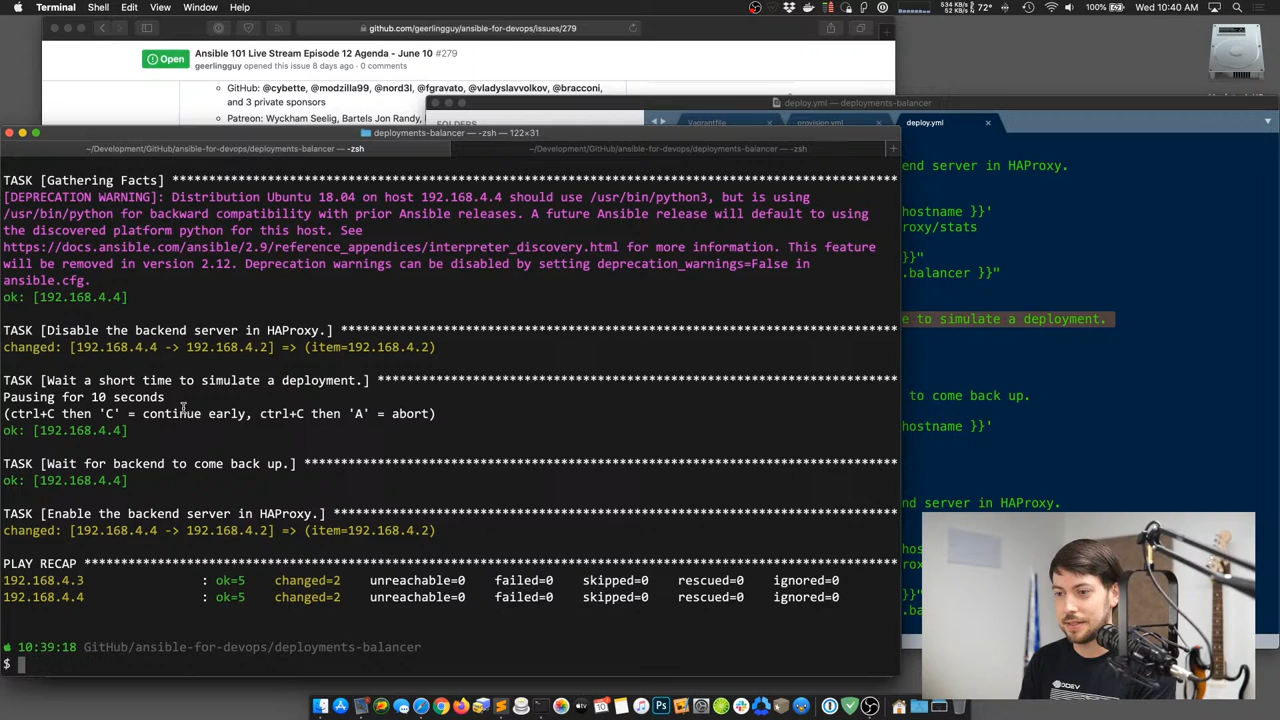 Terminal Shell Edit View Window Help
534 KB/s
52 KB/s 72° 100% Wed 10:40 AM
github.com/geerlingguy/ansible-for-devops/issues/279
Open
Ansible 101 Live Stream Episode 12 Agenda - June 10 #279
geerlingguy opened this issue 8 days ago · 0 comments
GitHub: @cybette, @modzilla99, @nord3l, @fgravato, @vladyslavvolkov, @bracconi,
and 3 private sponsors
Patreon: Wyckham Seelig, Bartels Jon Randy,
deploy.yml — deployments-balancer
FOLDERS
Vagrantfile provision.yml deploy.yml
deployments-balancer — -zsh — 122×31
~/Development/GitHub/ansible-for-devops/deployments-balancer — -zsh
~/Development/GitHub/ansible-for-devops/deployments-balancer — -zsh
TASK [Gathering Facts] ********************************************************************************
[DEPRECATION WARNING]: Distribution Ubuntu 18.04 on host 192.168.4.4 should use /usr/bin/python3, but is using
/usr/bin/python for backward compatibility with prior Ansible releases. A future Ansible release will default to using
the discovered platform python for this host. See
https://docs.ansible.com/ansible/2.9/reference_appendices/interpreter_discovery.html for more information. This feature
will be removed in version 2.12. Deprecation warnings can be disabled by setting deprecation_warnings=False in
ansible.cfg.
ok: [192.168.4.4]
TASK [Disable the backend server in HAProxy.] ********************************************************************************
changed: [192.168.4.4 -> 192.168.4.2] => (item=192.168.4.2)
TASK [Wait a short time to simulate a deployment.] ********************************************************************************
Pausing for 10 seconds
(ctrl+C then 'C' = continue early, ctrl+C then 'A' = abort)
ok: [192.168.4.4]
TASK [Wait for backend to come back up.] ********************************************************************************
ok: [192.168.4.4]
TASK [Enable the backend server in HAProxy.] ********************************************************************************
changed: [192.168.4.4 -> 192.168.4.2] => (item=192.168.4.2)
PLAY RECAP ********************************************************************************
192.168.4.3 : ok=5 changed=2 unreachable=0 failed=0 skipped=0 rescued=0 ignored=0
192.168.4.4 : ok=5 changed=2 unreachable=0 failed=0 skipped=0 rescued=0 ignored=0
10:39:18 GitHub/ansible-for-devops/deployments-balancer
$
end server in HAProxy.
hostname }}'
roxy/stats
}}"
.balancer }}"
e to simulate a deployment.
to come back up.
hostname }}'
nd server in HAProxy.